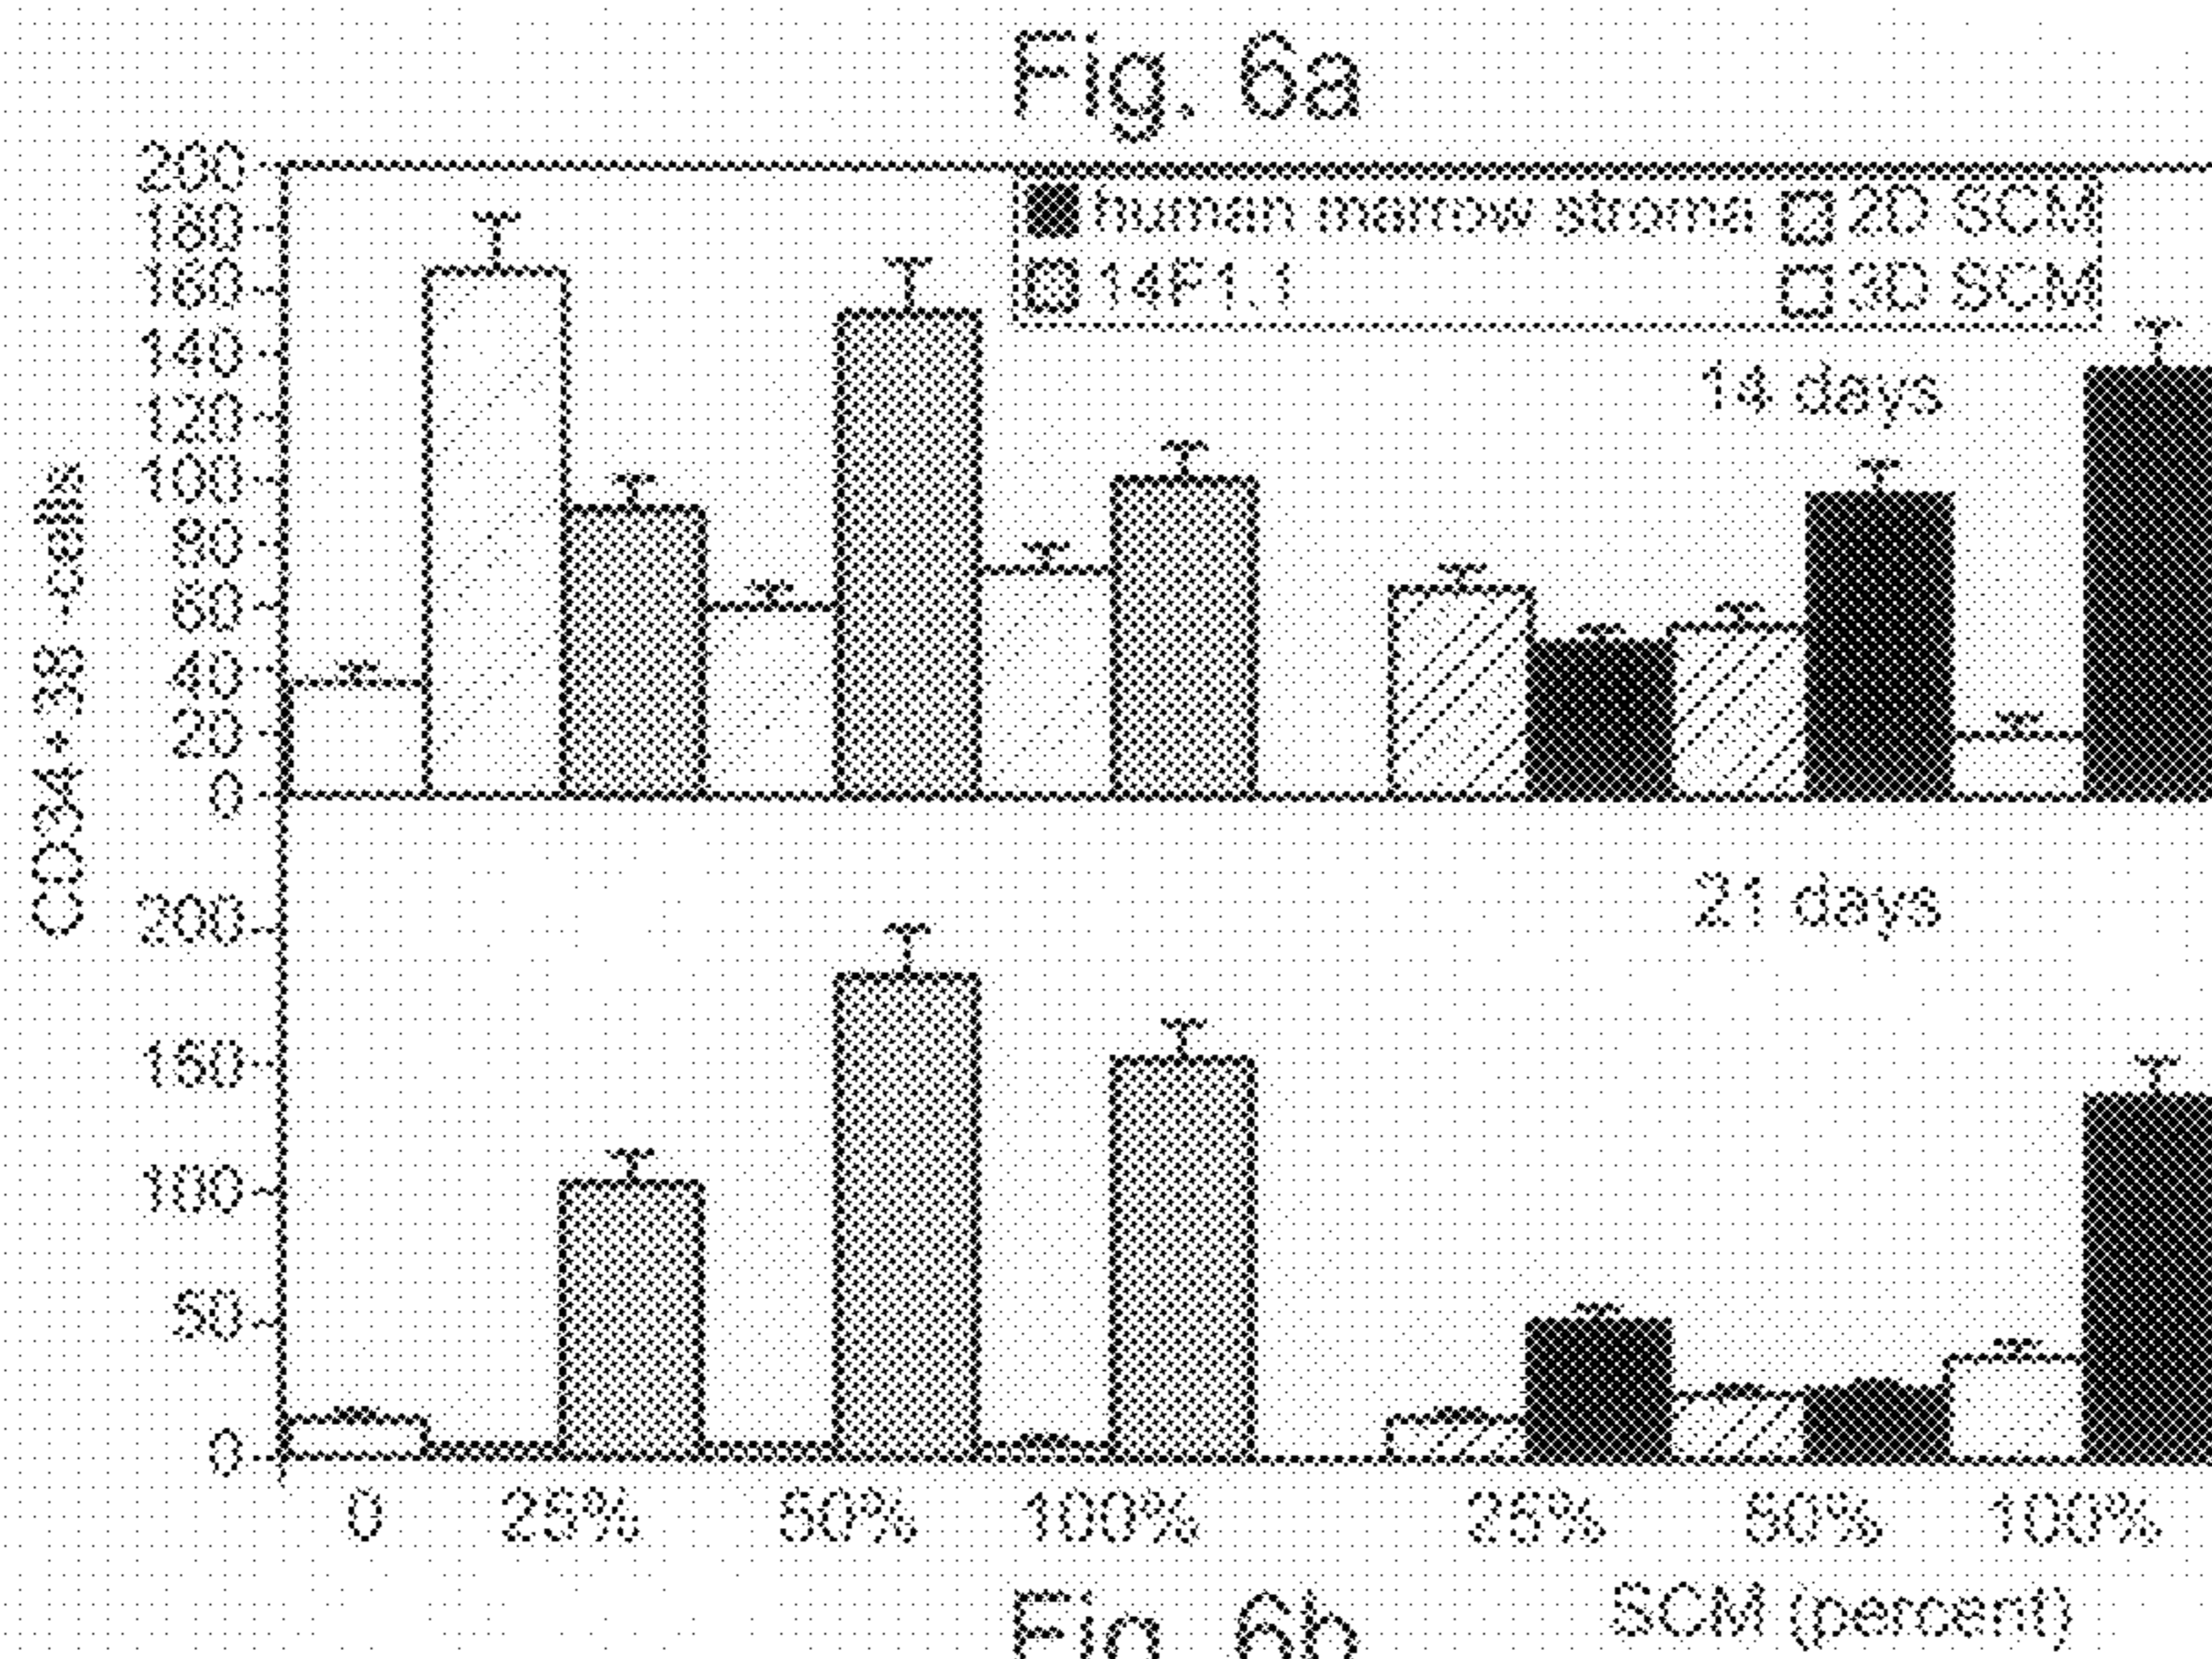 Fig. 6a
200
180
160
140
120
100
80
60
40
20
0
human marrow stroma
2D SCM
14F1.1
3D SCM
14 days
CD34+38-cells
21 days
200
150
100
50
0
0 25% 50% 100% 25% 50% 100%
SCM (percent)
Fig. 6b